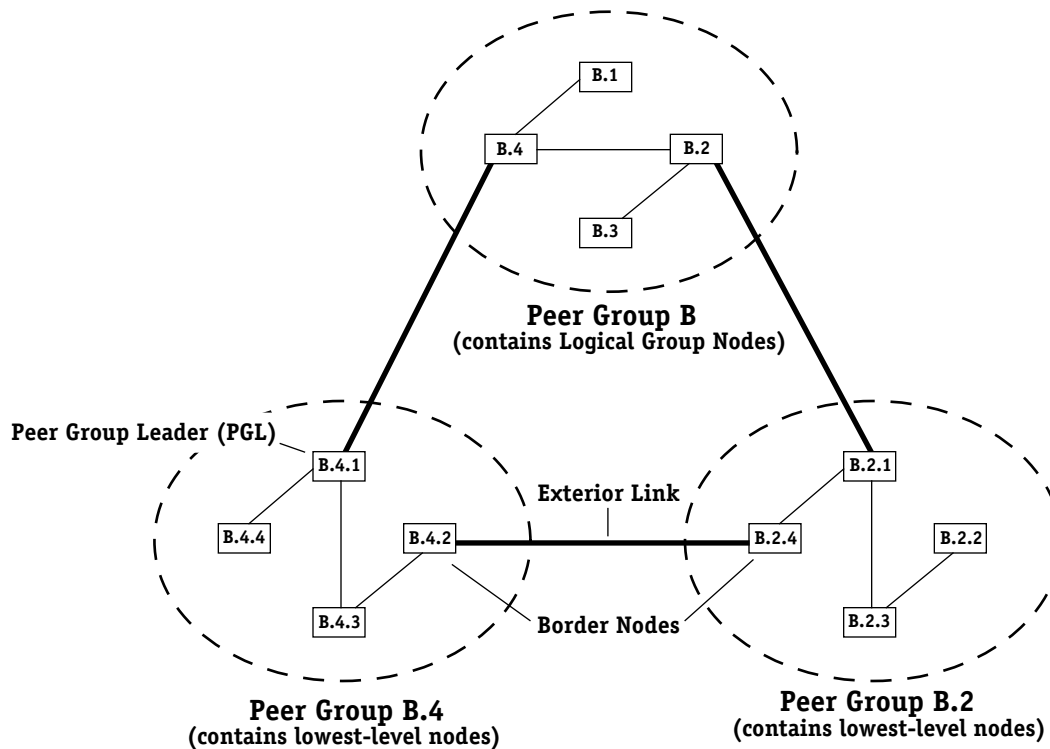 B.1
B.4
B.2
B.3
Peer Group B
(contains Logical Group Nodes)
Peer Group Leader (PGL)
B.4.1
B.2.1
Exterior Link
B.4.4
B.4.2
B.2.4
B.2.2
B.4.3
Border Nodes
B.2.3
Peer Group B.4
(contains lowest-level nodes)
Peer Group B.2
(contains lowest-level nodes)